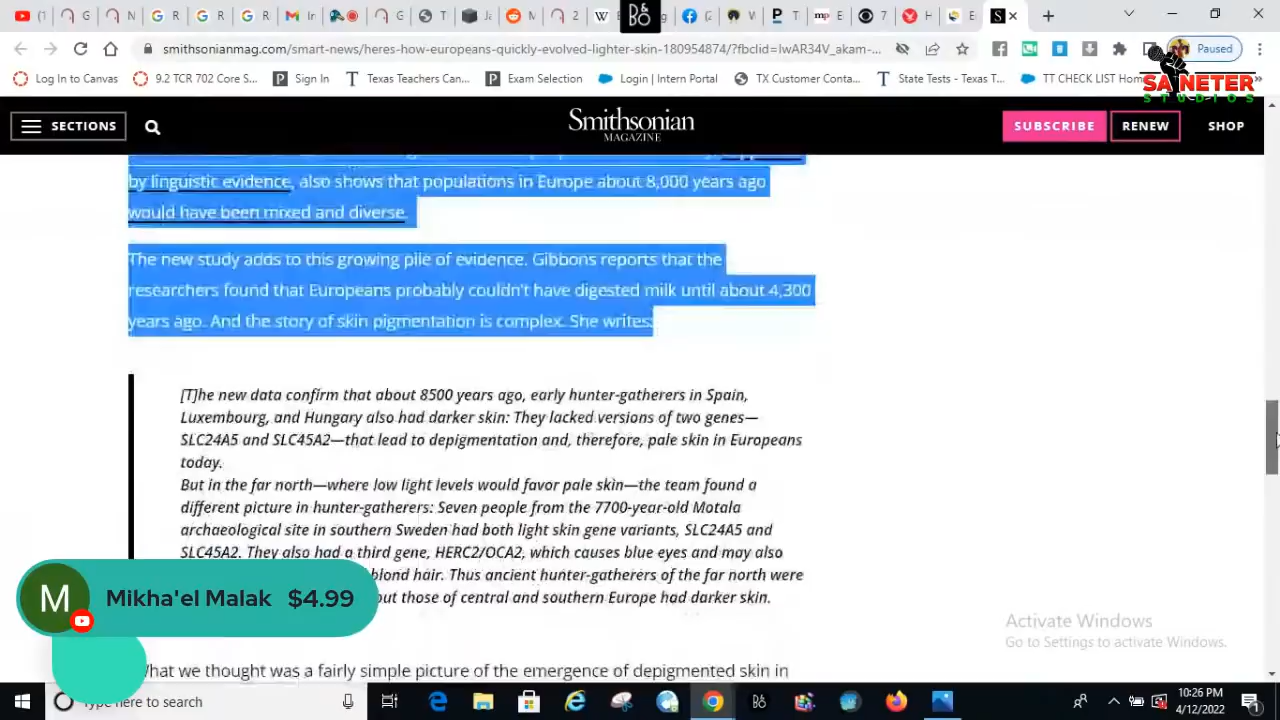 smithsonianmag.com/smart-news/heres-how-europeans-quickly-evolved-lighter-skin-180954874/?fbclid=IwAR34V_akam-...
Paused
Log In to Canvas
9.2 TCR 702 Core S...
Sign In
Texas Teachers Can...
Exam Selection
Login | Intern Portal
TX Customer Conta...
State Tests - Texas T...
TT CHECK LIST Hom
SA NETER
STUDIOS
SECTIONS
Smithsonian
MAGAZINE
SUBSCRIBE
RENEW
SHOP
by linguistic evidence, also shows that populations in Europe about 8,000 years ago
would have been mixed and diverse.
The new study adds to this growing pile of evidence. Gibbons reports that the
researchers found that Europeans probably couldn't have digested milk until about 4,300
years ago. And the story of skin pigmentation is complex. She writes:
[T]he new data confirm that about 8500 years ago, early hunter-gatherers in Spain,
Luxembourg, and Hungary also had darker skin: They lacked versions of two genes—
SLC24A5 and SLC45A2—that lead to depigmentation and, therefore, pale skin in Europeans
today.
But in the far north—where low light levels would favor pale skin—the team found a
different picture in hunter-gatherers: Seven people from the 7700-year-old Motala
archaeological site in southern Sweden had both light skin gene variants, SLC24A5 and
SLC45A2. They also had a third gene, HERC2/OCA2, which causes blue eyes and may also
blond hair. Thus ancient hunter-gatherers of the far north were
but those of central and southern Europe had darker skin.
M
Mikha'el Malak $4.99
Activate Windows
Go to Settings to activate Windows.
What we thought was a fairly simple picture of the emergence of depigmented skin in
Type here to search
10:26 PM
4/12/2022